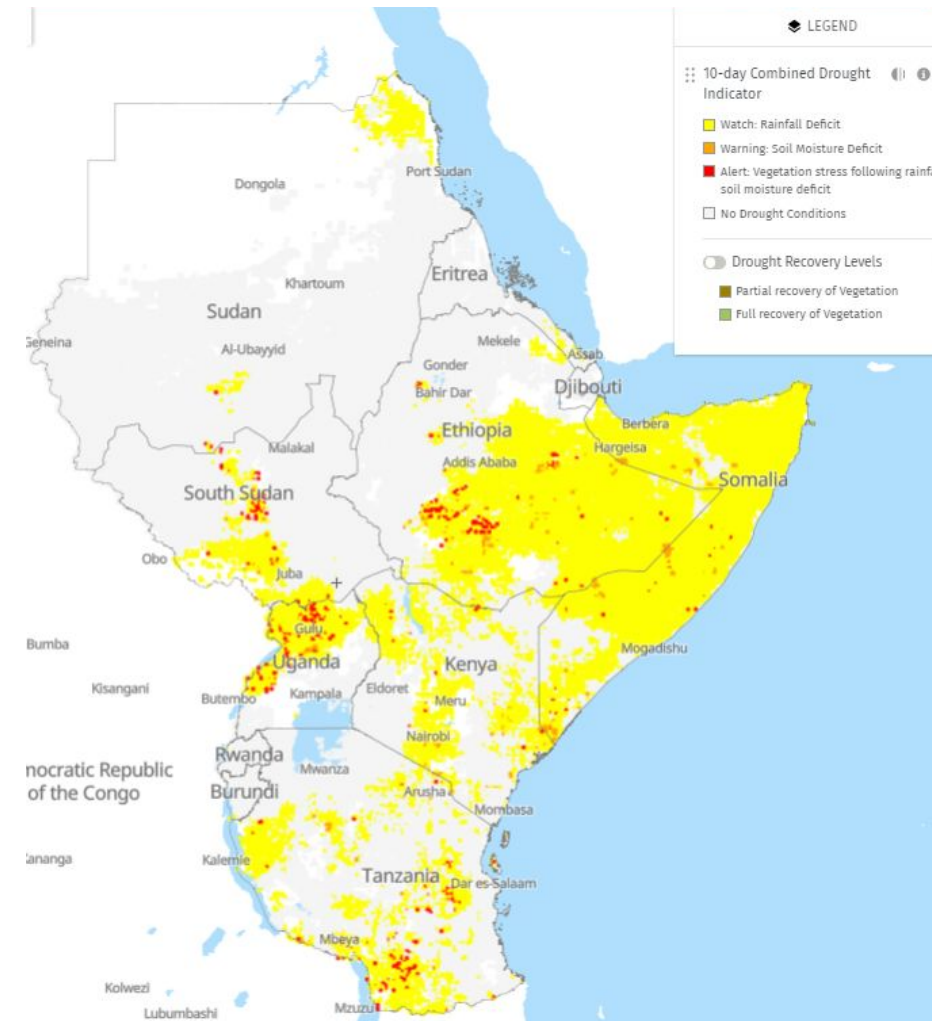 LEGEND
10-day Combined Drought
Indicator
Watch: Rainfall Deficit
Warning: Soil Moisture Deficit
Alert: Vegetation stress following rainf
soil moisture deficit
No Drought Conditions
Drought Recovery Levels
Partial recovery of Vegetation
Full recovery of Vegetation
Port Sudan
Dongola
Eritrea
Khartoum
Sudan
Geneina
Al-Ubayyid
Mekele
Assab
Gonder
Bahir Dar
Djibouti
Berbera
Ethiopia
Hargeisa
Malakal
Addis Ababa
Somalia
South Sudan
Obo
Juba
Gulu
Bumba
Mogadishu
Uganda
Kenya
Kisangani
Butembo
Kampala
Eldoret
Meru
Nairobi
Rwanda
Mwanza
mocratic Republic
of the Congo
Burundi
Arusha
Mombasa
Kananga
Kalemie
Tanzania
Dar es-Salaam
Mbeya
Kolwezi
Mzuzu
Lubumbashi